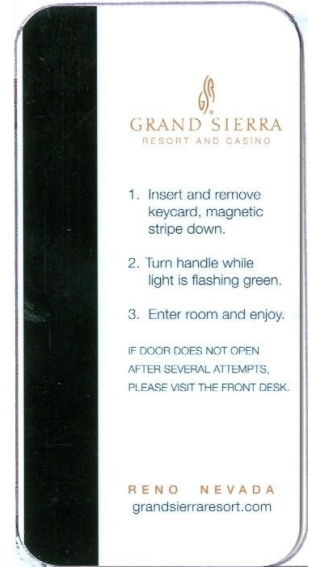 GRAND SIERRA
RESORT AND CASINO
1. Insert and remove
keycard, magnetic
stripe down.
2. Turn handle while
light is flashing green.
3. Enter room and enjoy.
IF DOOR DOES NOT OPEN
AFTER SEVERAL ATTEMPTS,
PLEASE VISIT THE FRONT DESK.
RENO NEVADA
grandsierraresort.com